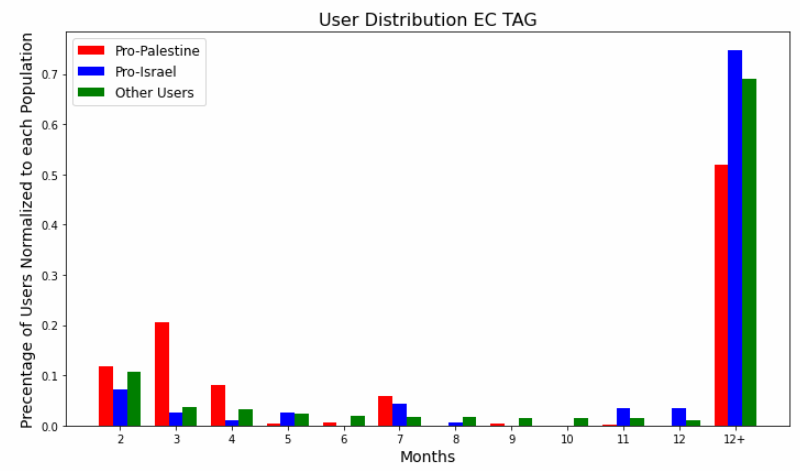 User Distribution EC TAG
Precentage of Users Normalized to each Population
Pro-Palestine
Pro-Israel
Other Users
0.7
0.6
0.5
0.4
0.3
0.2
0.1
0.0
2 3 4 5 6 7 8 9 10 11 12 12+
Months